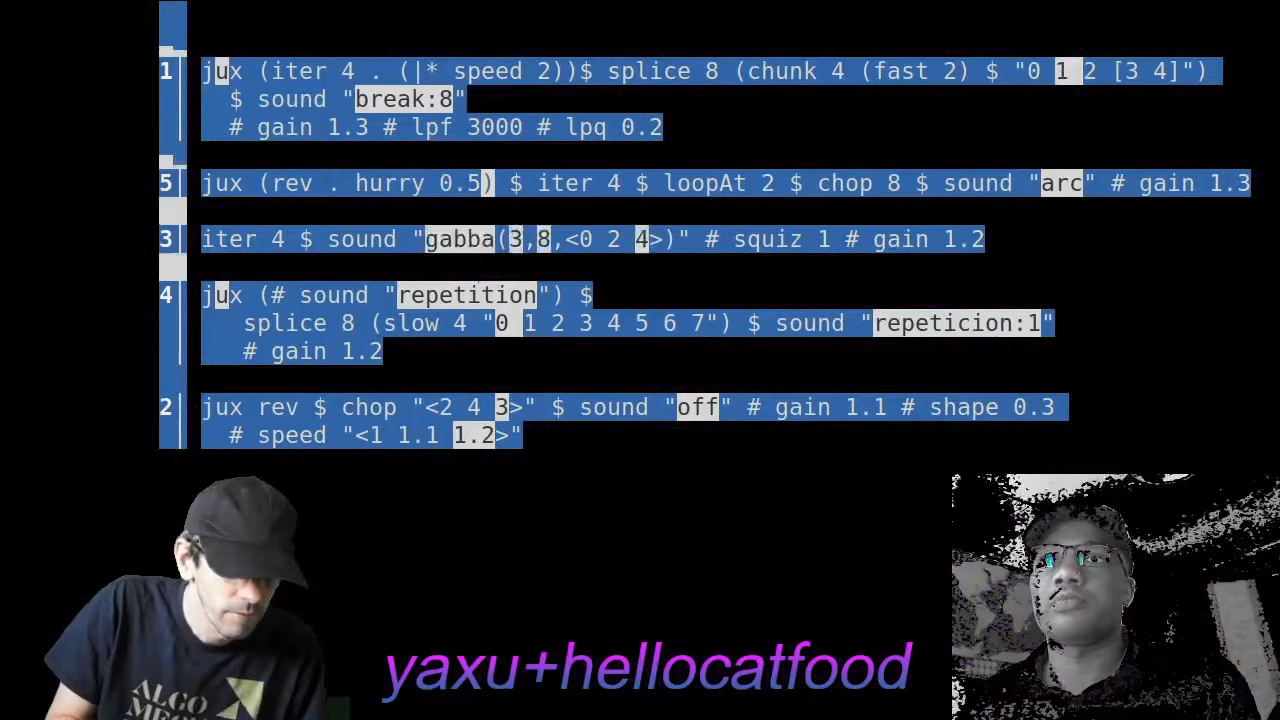 1 jux (iter 4 . (|* speed 2))$ splice 8 (chunk 4 (fast 2) $ "0 1 2 [3 4]")
$ sound "break:8"
# gain 1.3 # lpf 3000 # lpq 0.2
5 jux (rev . hurry 0.5) $ iter 4 $ loopAt 2 $ chop 8 $ sound "arc" # gain 1.3
3 iter 4 $ sound "gabba(3,8,<0 2 4>)" # squiz 1 # gain 1.2
4 jux (# sound "repetition") $
splice 8 (slow 4 "0 1 2 3 4 5 6 7") $ sound "repeticion:1"
# gain 1.2
2 jux rev $ chop "<2 4 3>" $ sound "off" # gain 1.1 # shape 0.3
# speed "<1 1.1 1.2>"
ALGO
yaxu+hellocatfood